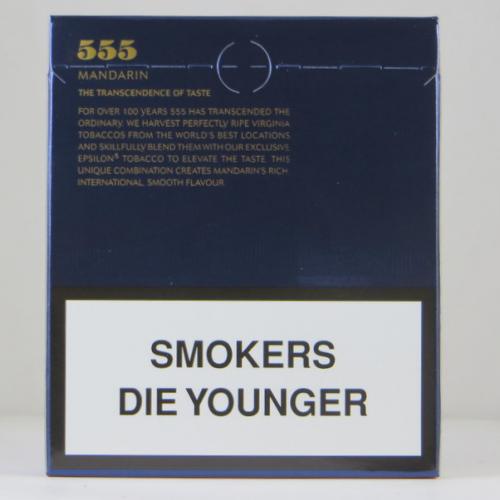 555
MANDARIN
THE TRANSCENDENCE OF TASTE
FOR OVER 100 YEARS 555 HAS TRANSCENDED THE
ORDINARY. WE HARVEST PERFECTLY RIPE VIRGINIA
TOBACCOS FROM THE WORLD'S BEST LOCATIONS
AND SKILLFULLY BLEND THEM WITH OUR EXCLUSIVE
EPSILON⁵ TOBACCO TO ELEVATE THE TASTE. THIS
UNIQUE COMBINATION CREATES MANDARIN'S RICH
INTERNATIONAL, SMOOTH FLAVOUR
SMOKERS
DIE YOUNGER